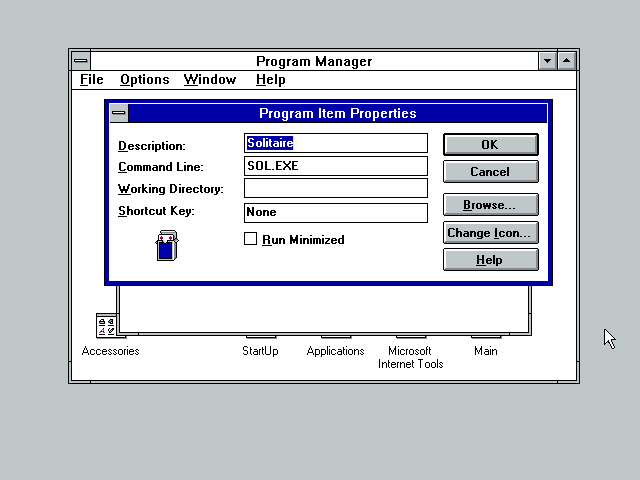 Program Manager
File Options Window Help
Program Item Properties
Description: Solitaire
Command Line: SOL.EXE
Working Directory:
Shortcut Key: None
Run Minimized
OK
Cancel
Browse...
Change Icon...
Help
Accessories
StartUp
Applications
Microsoft
Internet Tools
Main